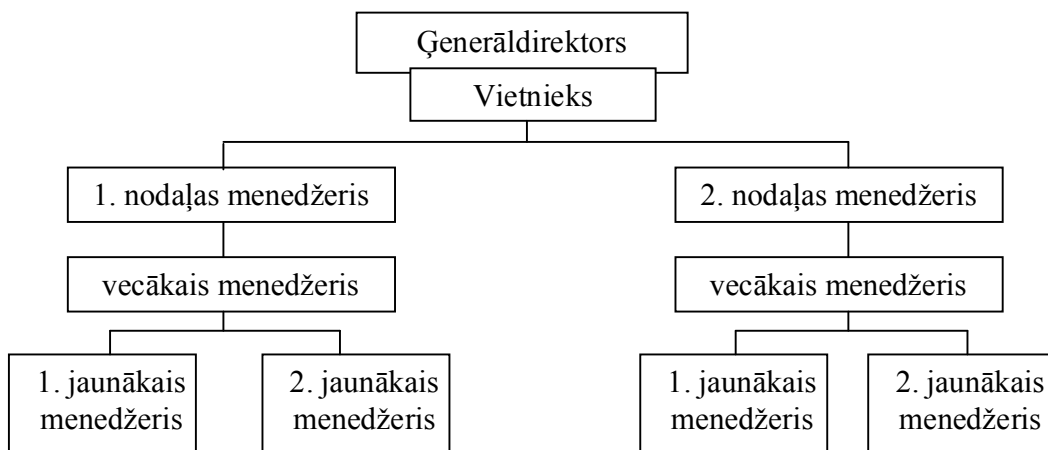 Ģenerāldirektors
Vietnieks
1. nodaļas menedžeris
2. nodaļas menedžeris
vecākais menedžeris
vecākais menedžeris
1. jaunākais
menedžeris
2. jaunākais
menedžeris
1. jaunākais
menedžeris
2. jaunākais
menedžeris